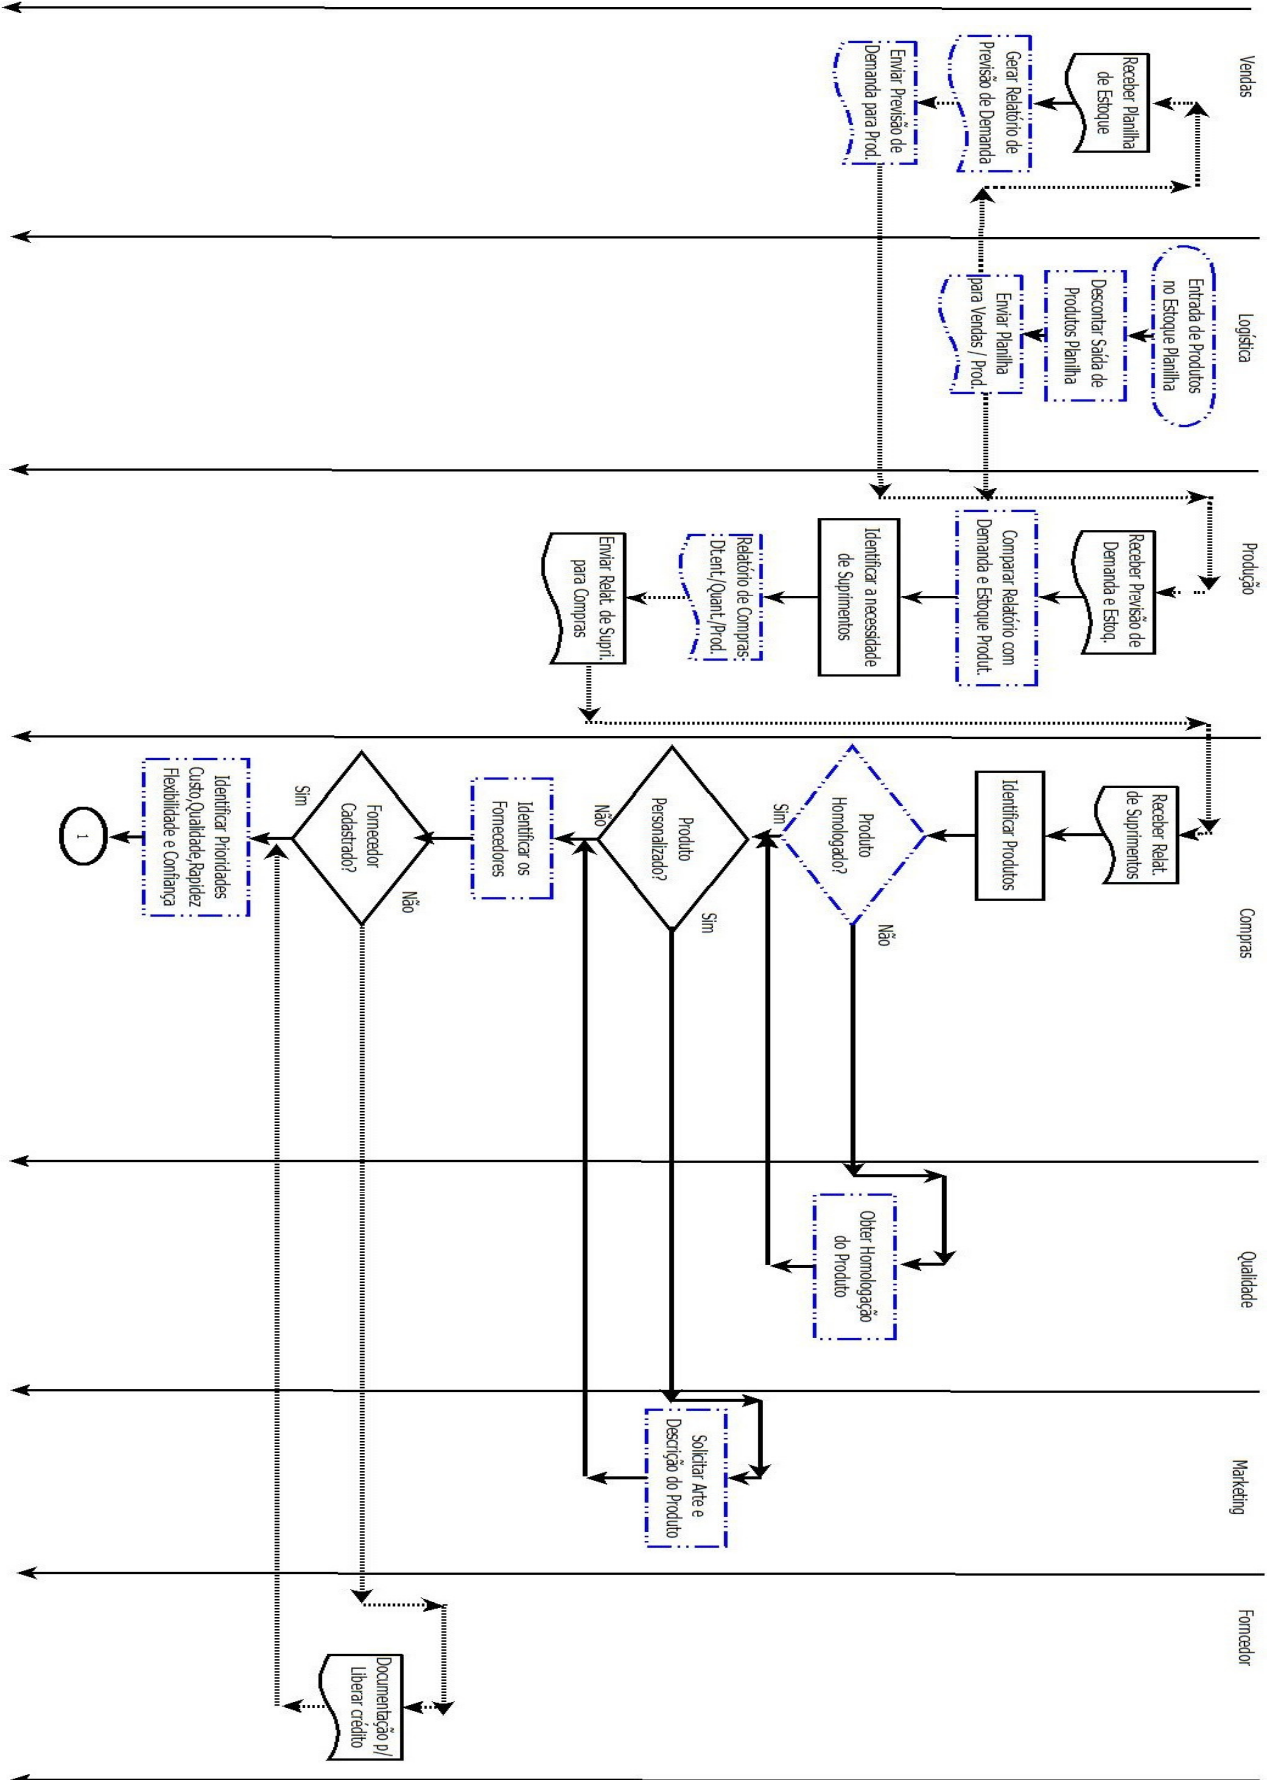 Vendas
Receber Planilha
de Estoque
Gerar Relatório de
Previsão de Demanda
Enviar Previsão de
Demanda para Prod.
Logística
Entrada de Produtos
no Estoque Planilha
Descontar Saída de
Produtos Planilha
Enviar Planilha
para Vendas / Prod.
Produção
Receber Previsão de
Demanda e Estoq.
Comparar Relatório com
Demanda e Estoque Produt.
Identificar a necessidade
de Suprimentos
Relatório de Compras
Dt.ent./Quant./Prod.
Enviar Relat. de Supri.
para Compras
Compras
Receber Relat.
de Suprimentos
Identificar Produtos
Produto
Homologado?
Não
Sim
Produto
Personalizado?
Sim
Não
Identificar os
Fornecedores
Fornecedor
Cadastrado?
Não
Sim
Identificar Prioridades
Custo,Qualidade,Rapidez
Flexibilidade e Confiança
1
Qualidade
Obter Homologação
do Produto
Marketing
Solicitar Arte e
Descrição do Produto
Forncedor
Documentação p/
Liberar crédito